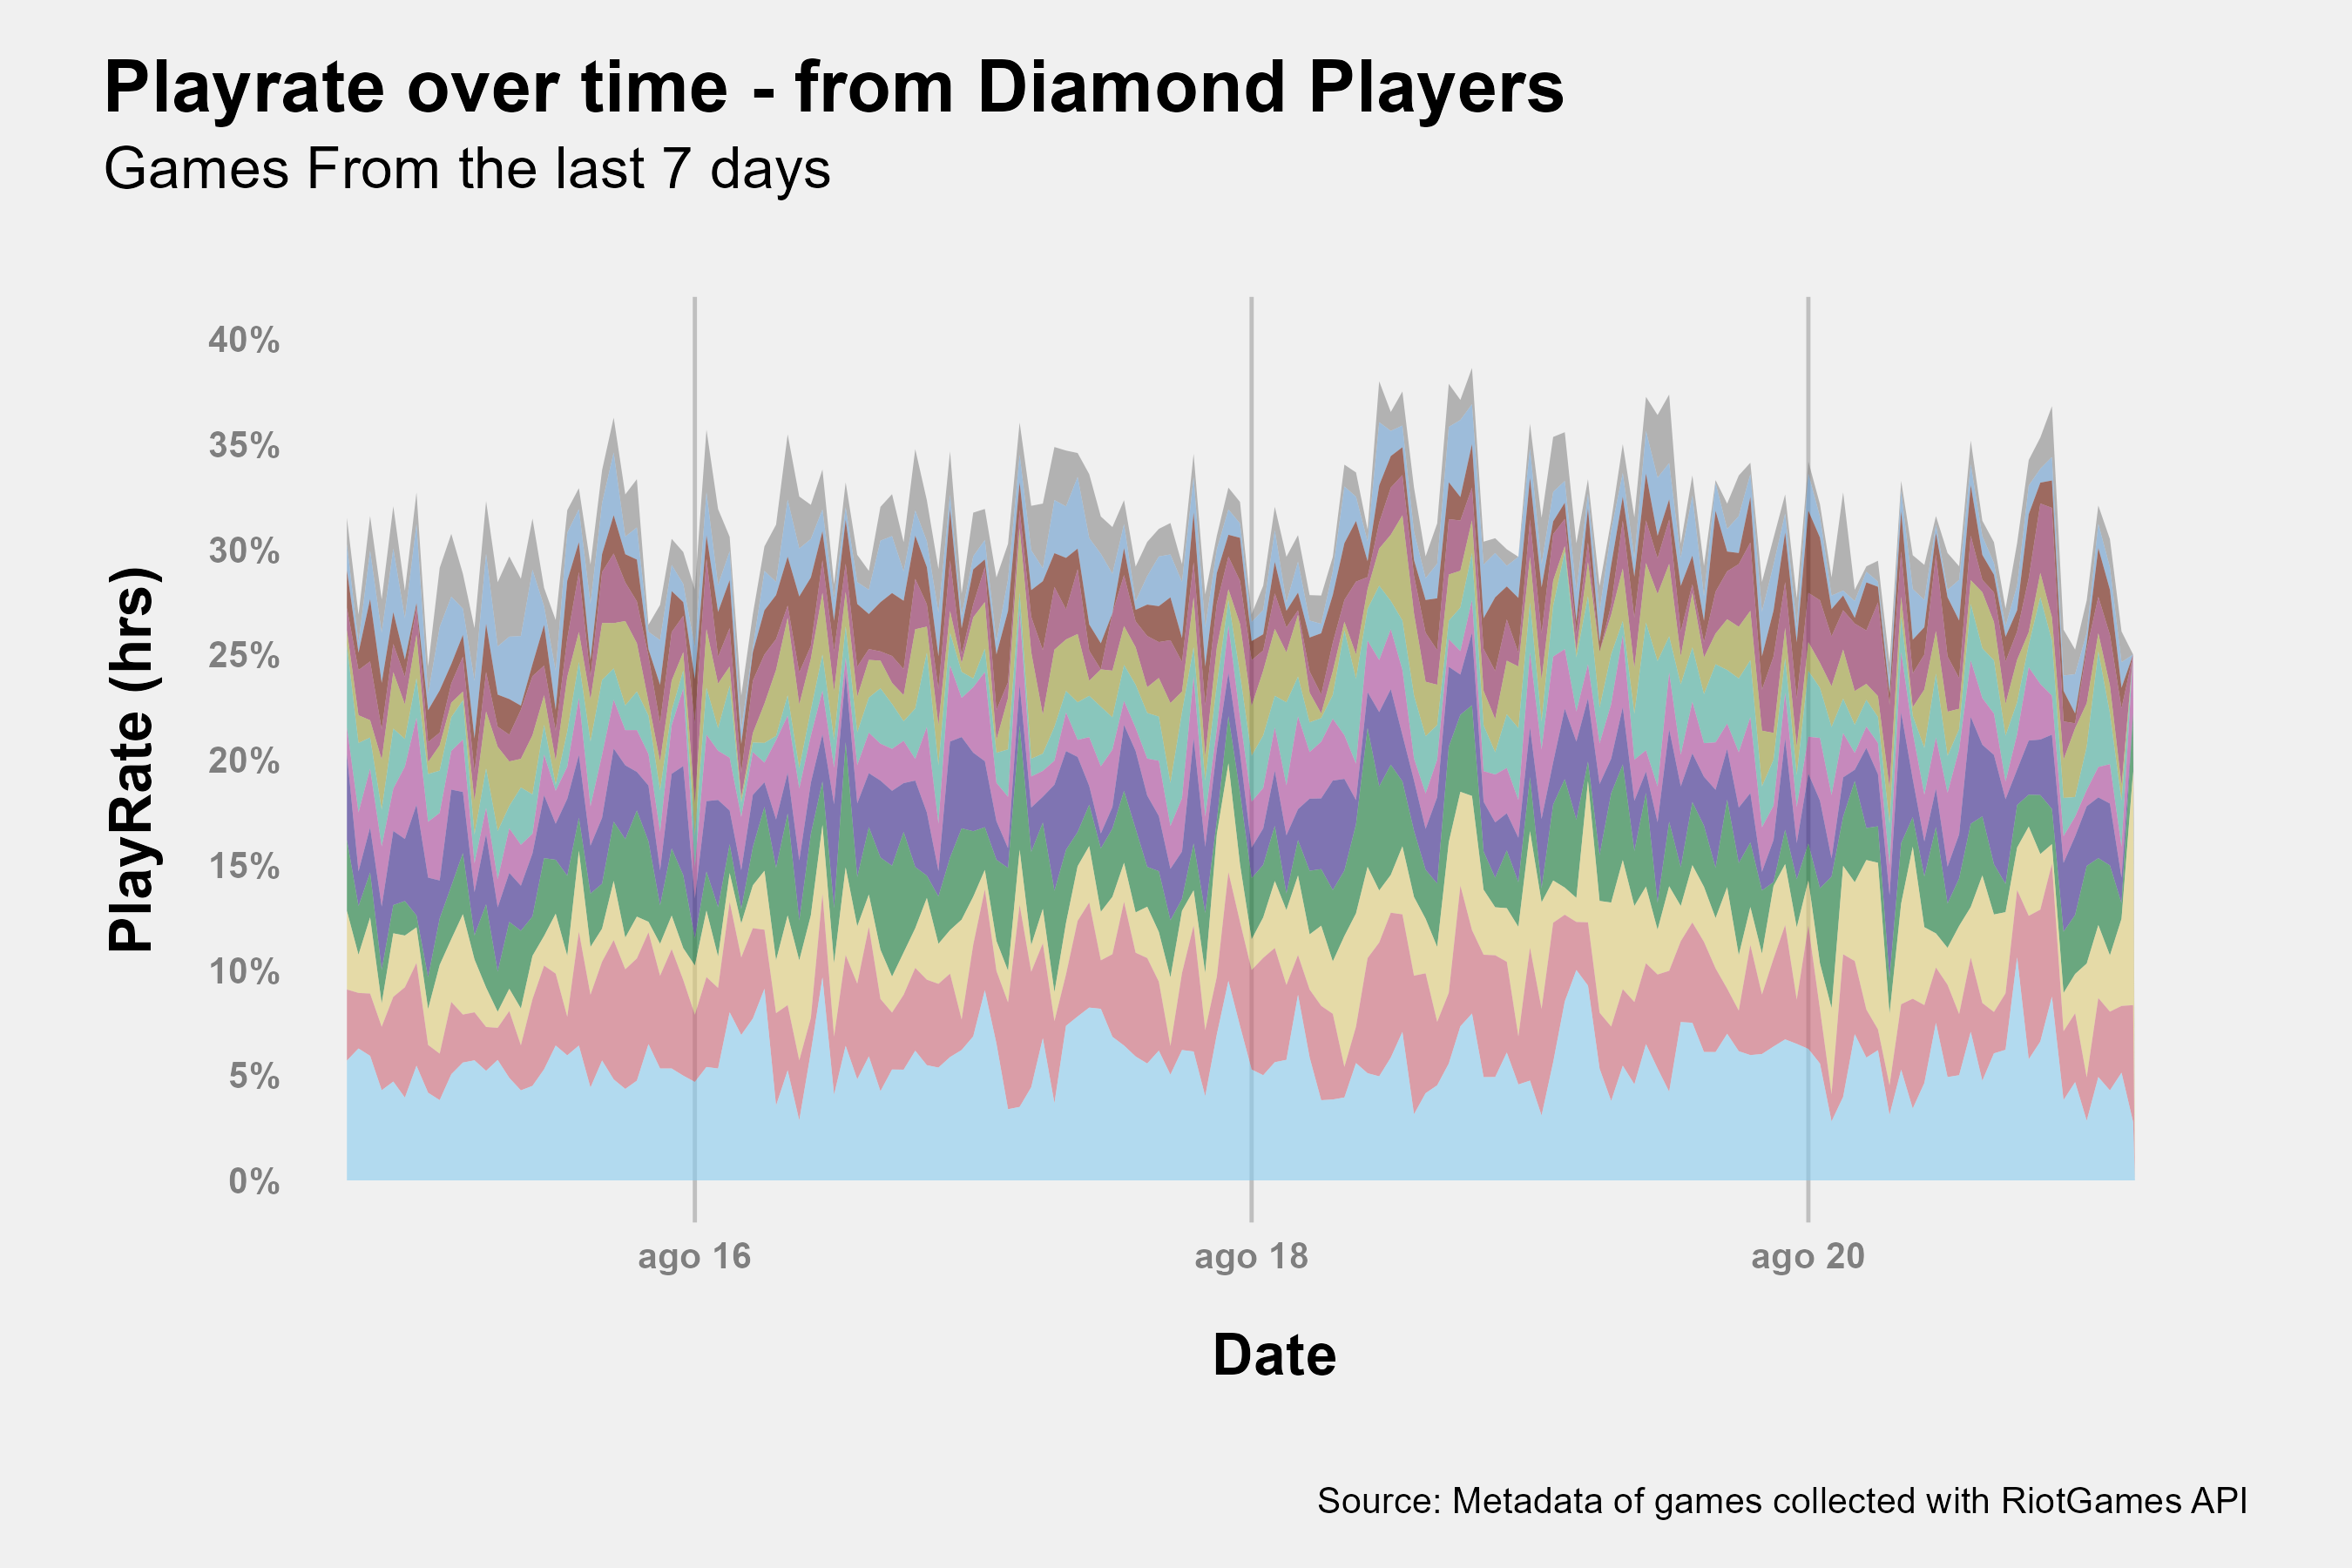 Playrate over time - from Diamond Players
Games From the last 7 days
PlayRate (hrs)
40%
35%
30%
25%
20%
15%
10%
5%
0%
ago 16
ago 18
ago 20
Date
Source: Metadata of games collected with RiotGames API